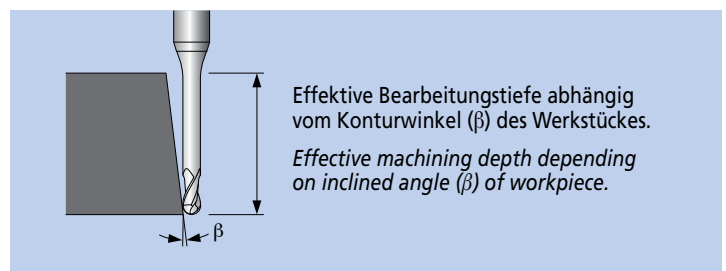 Effektive Bearbeitungstiefe abhängig
vom Konturwinkel (β) des Werkstückes.
Effective machining depth depending
on inclined angle (β) of workpiece.
β